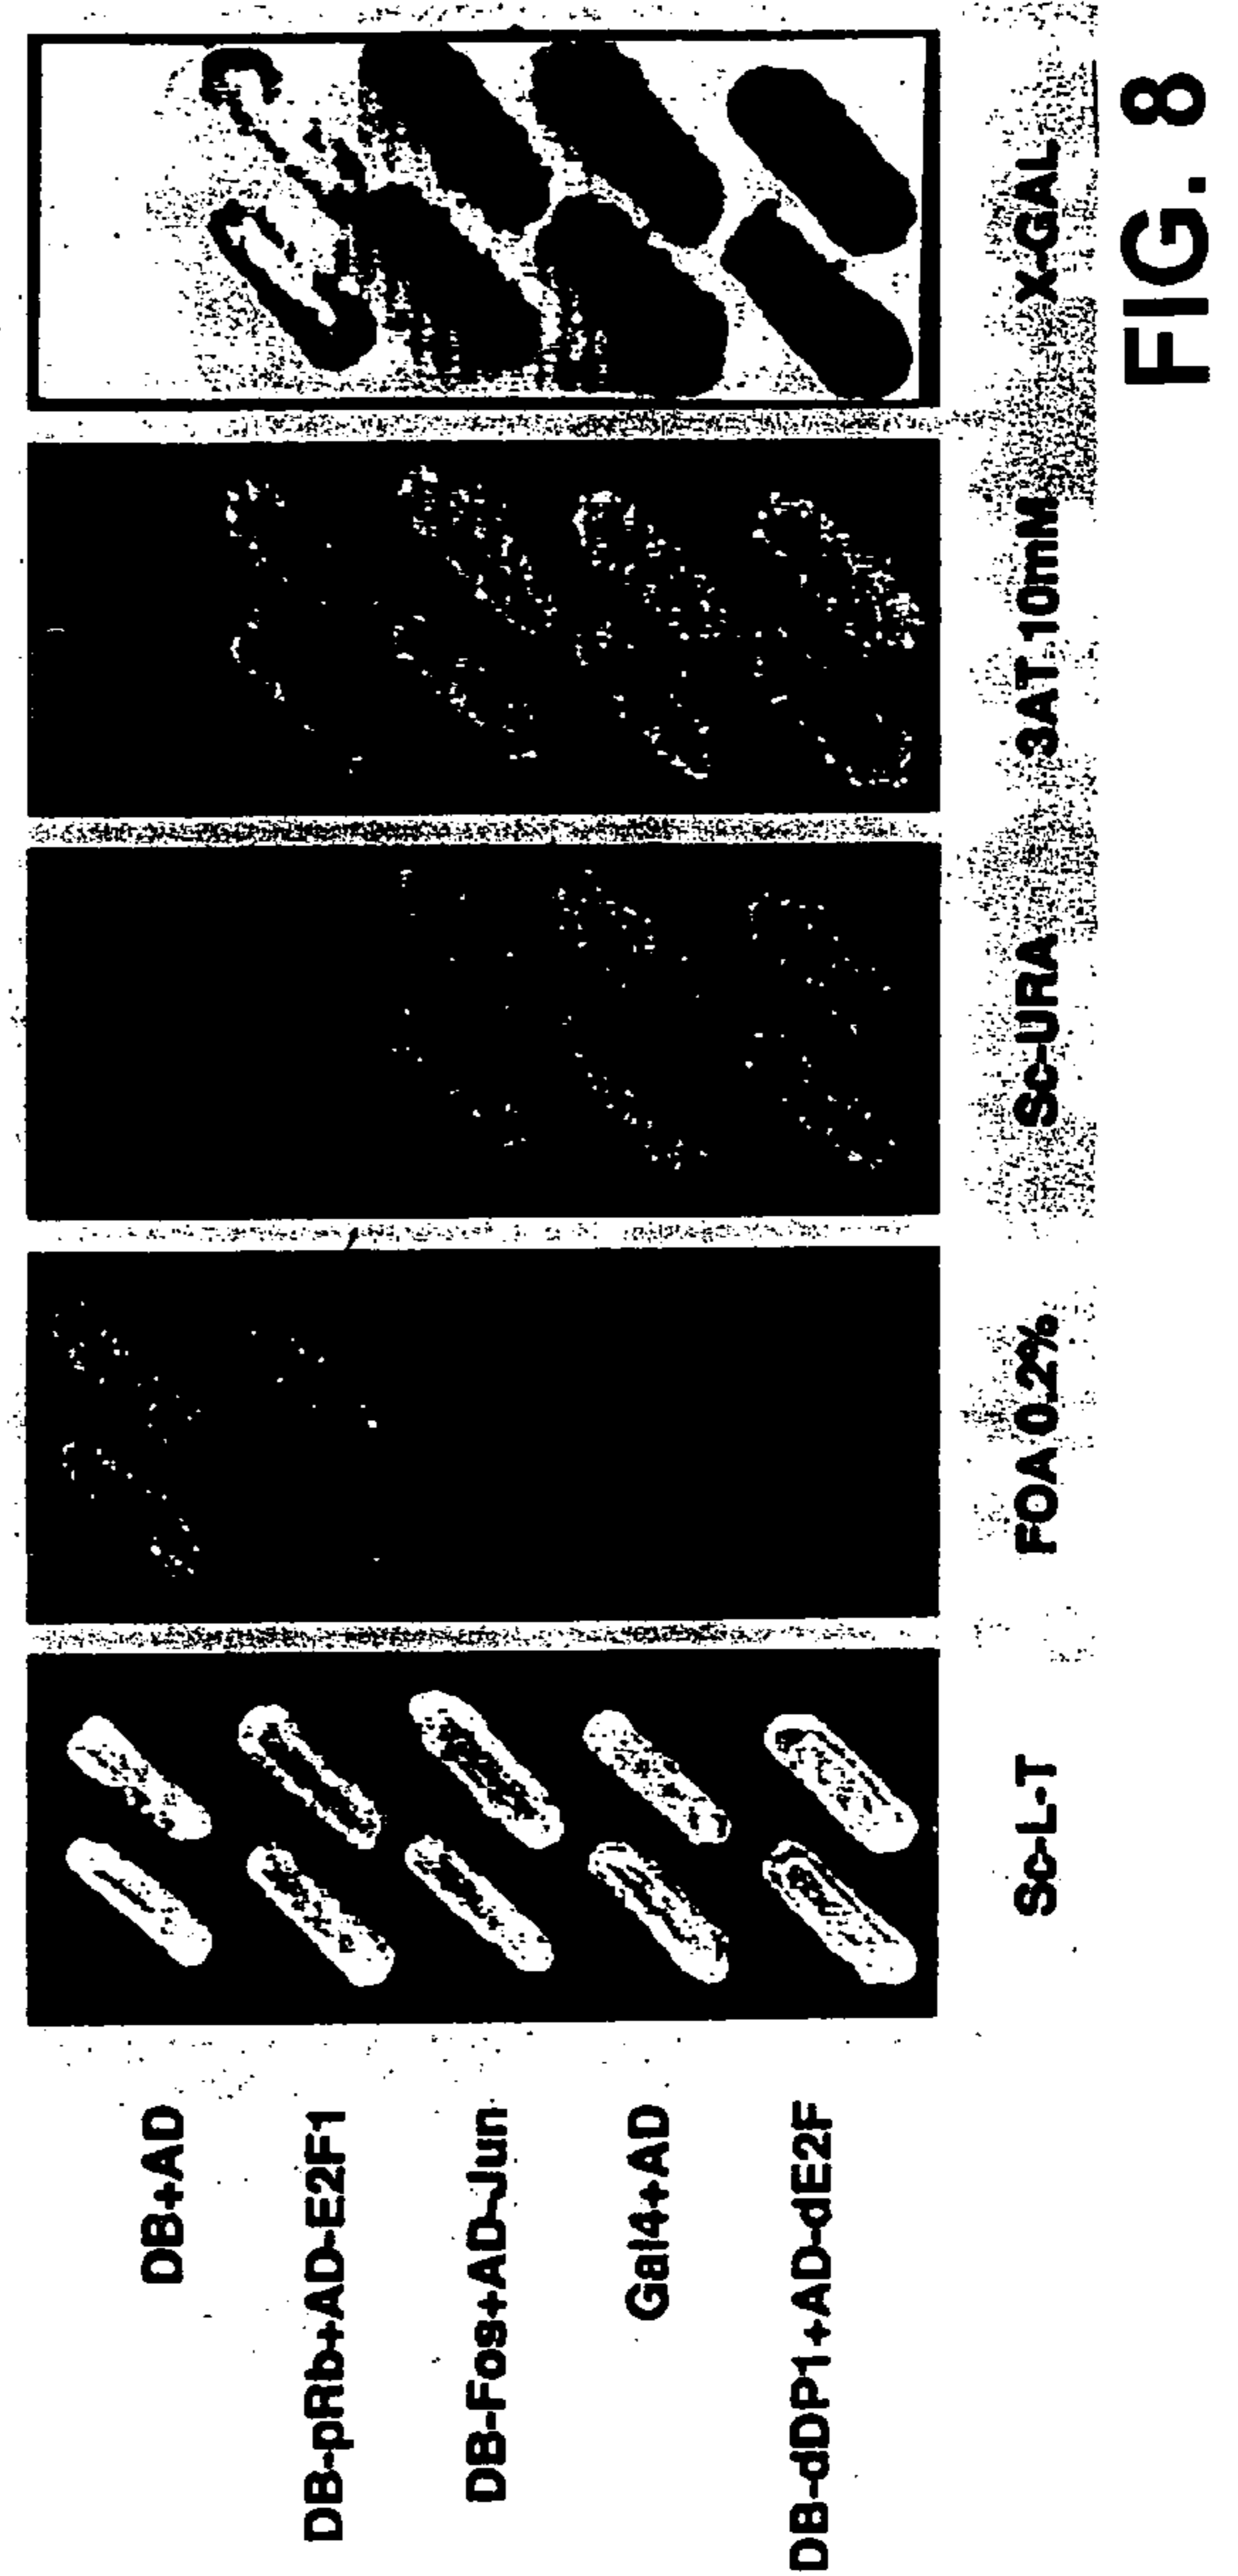 DB+AD
DB-pRb+AD-E2F1
DB-Fos+AD-Jun
Gal4+AD
DB-dDP1+AD-dE2F
Sc-L-T
FOA 0.2%
Sc-URA
3AT 10mM
X-GAL
FIG. 8